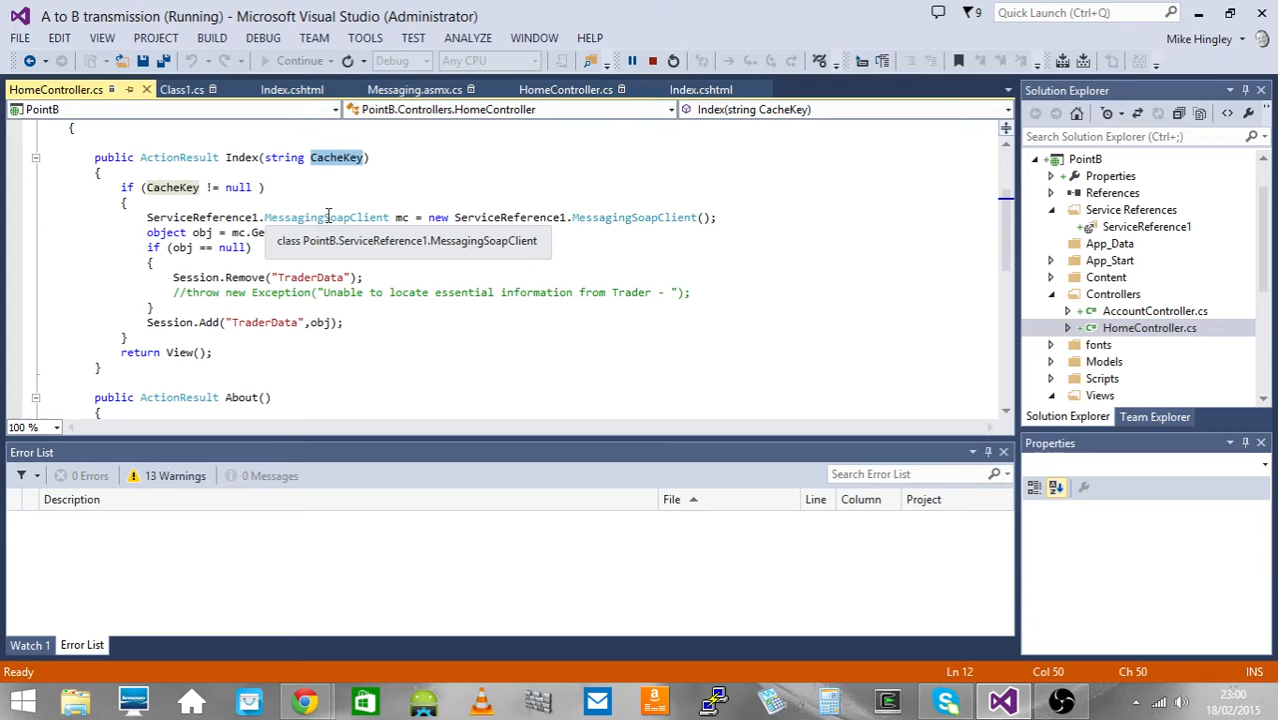 A to B transmission (Running) - Microsoft Visual Studio (Administrator)
9
Quick Launch (Ctrl+Q)
FILE EDIT VIEW PROJECT BUILD DEBUG TEAM TOOLS TEST ANALYZE WINDOW HELP
Mike Hingley
Continue
Debug
Any CPU
HomeController.cs Class1.cs Index.cshtml Messaging.asmx.cs HomeController.cs Index.cshtml
PointB PointB.Controllers.HomeController Index(string CacheKey)
{
public ActionResult Index(string CacheKey)
{
if (CacheKey != null )
{
ServiceReference1.MessagingSoapClient mc = new ServiceReference1.MessagingSoapClient();
object obj = mc.Ge
class PointB.ServiceReference1.MessagingSoapClient
if (obj == null)
{
Session.Remove("TraderData");
//throw new Exception("Unable to locate essential information from Trader - ");
}
Session.Add("TraderData",obj);
}
return View();
}
public ActionResult About()
{
100 %
Solution Explorer
Search Solution Explorer (Ctrl+;)
PointB
Properties
References
Service References
ServiceReference1
App_Data
App_Start
Content
Controllers
AccountController.cs
HomeController.cs
fonts
Models
Scripts
Views
Solution Explorer Team Explorer
Properties
Error List
0 Errors 13 Warnings 0 Messages
Search Error List
Description File Line Column Project
Watch 1 Error List
Ready Ln 12 Col 50 Ch 50 INS
23:00
18/02/2015